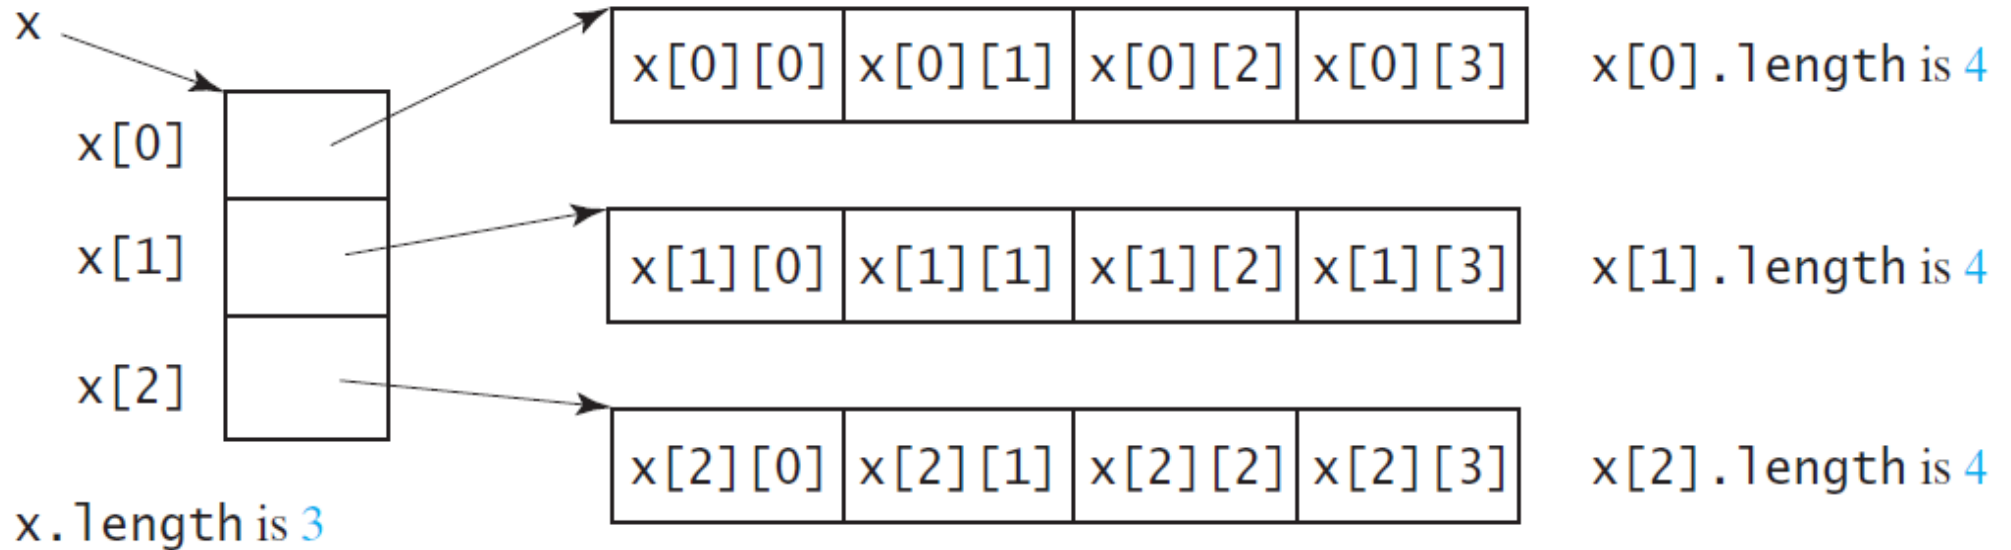 x
x[0][0] x[0][1] x[0][2] x[0][3] x[0].length is 4
x[0]
x[1]
x[1][0] x[1][1] x[1][2] x[1][3] x[1].length is 4
x[2]
x[2][0] x[2][1] x[2][2] x[2][3] x[2].length is 4
x.length is 3